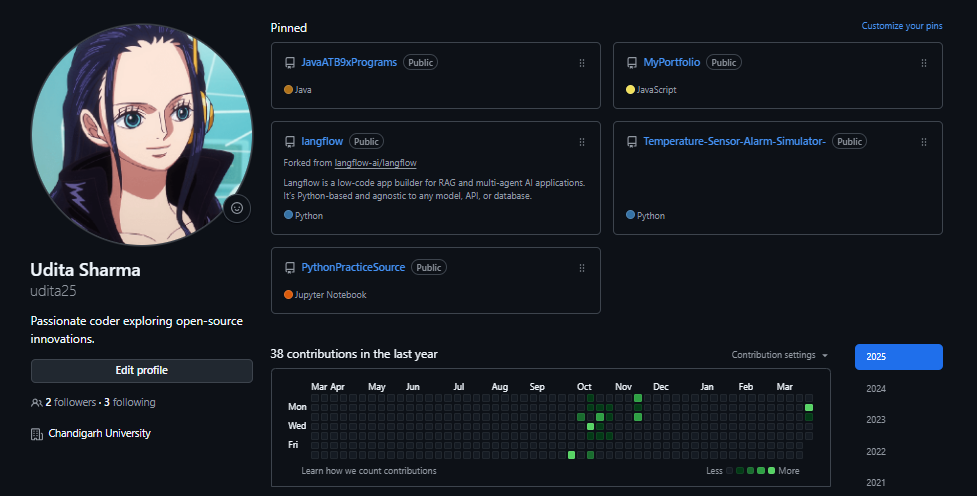 Pinned
Customize your pins
JavaATB9xPrograms Public
Java
MyPortfolio Public
JavaScript
langflow Public
Forked from langflow-ai/langflow
Langflow is a low-code app builder for RAG and multi-agent AI applications.
It's Python-based and agnostic to any model, API, or database.
Python
Temperature-Sensor-Alarm-Simulator- Public
Python
PythonPracticeSource Public
Jupyter Notebook
Udita Sharma
udita25
Passionate coder exploring open-source
innovations.
Edit profile
2 followers · 3 following
Chandigarh University
38 contributions in the last year
Contribution settings
Mar Apr May Jun Jul Aug Sep Oct Nov Dec Jan Feb Mar
Mon
Wed
Fri
Learn how we count contributions
Less More
2025
2024
2023
2022
2021